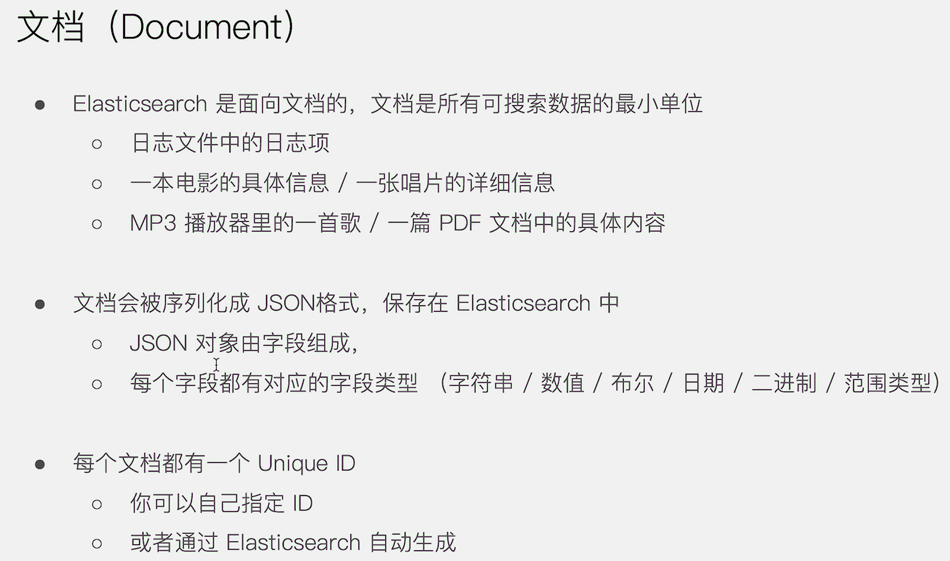 文档（Document）
● Elasticsearch 是面向文档的，文档是所有可搜索数据的最小单位
○ 日志文件中的日志项
○ 一本电影的具体信息 / 一张唱片的详细信息
○ MP3 播放器里的一首歌 / 一篇 PDF 文档中的具体内容
● 文档会被序列化成 JSON格式，保存在 Elasticsearch 中
○ JSON 对象由字段组成，
○ 每个字段都有对应的字段类型 （字符串 / 数值 / 布尔 / 日期 / 二进制 / 范围类型）
● 每个文档都有一个 Unique ID
○ 你可以自己指定 ID
○ 或者通过 Elasticsearch 自动生成